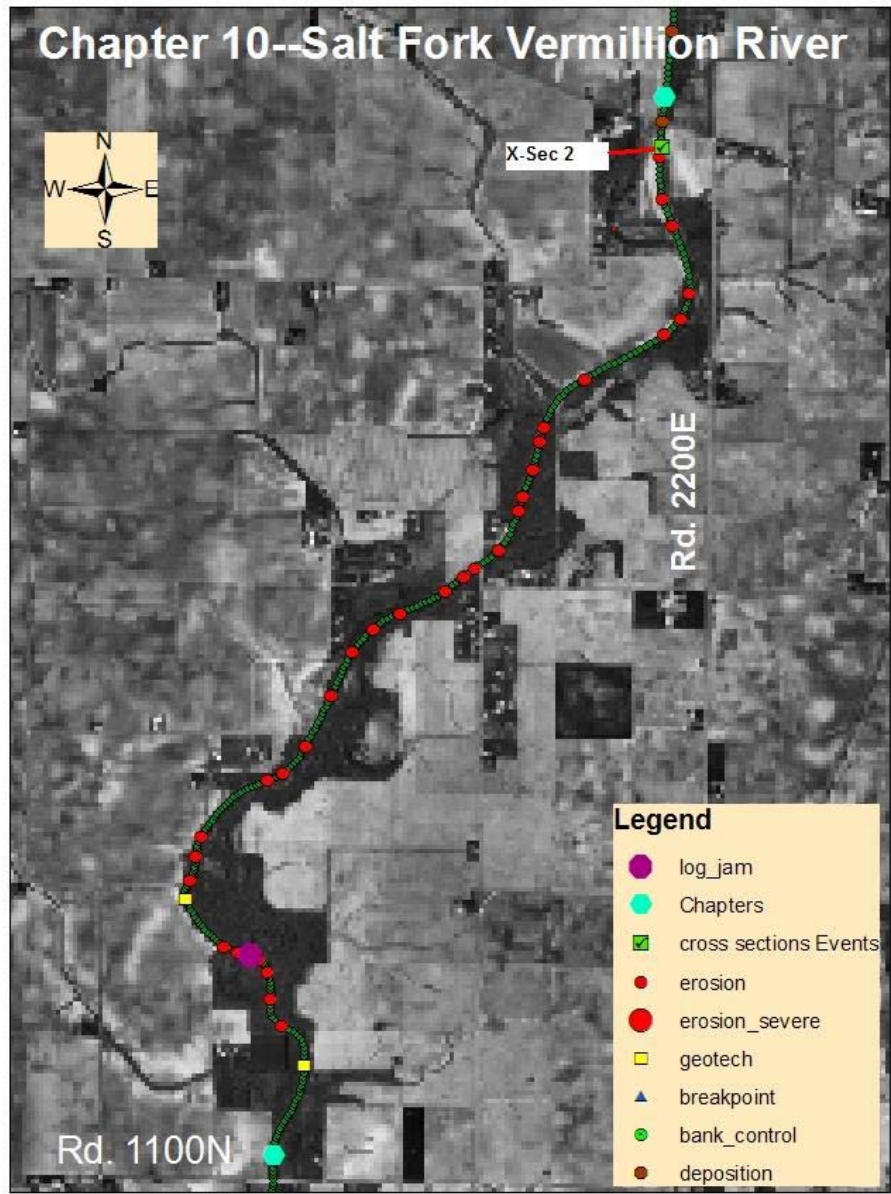 Chapter 10--Salt Fork Vermillion River
N
W E
S
X-Sec 2
Rd. 2200E
Rd. 1100N
Legend
log_jam
Chapters
cross sections Events
erosion
erosion_severe
geotech
breakpoint
bank_control
deposition